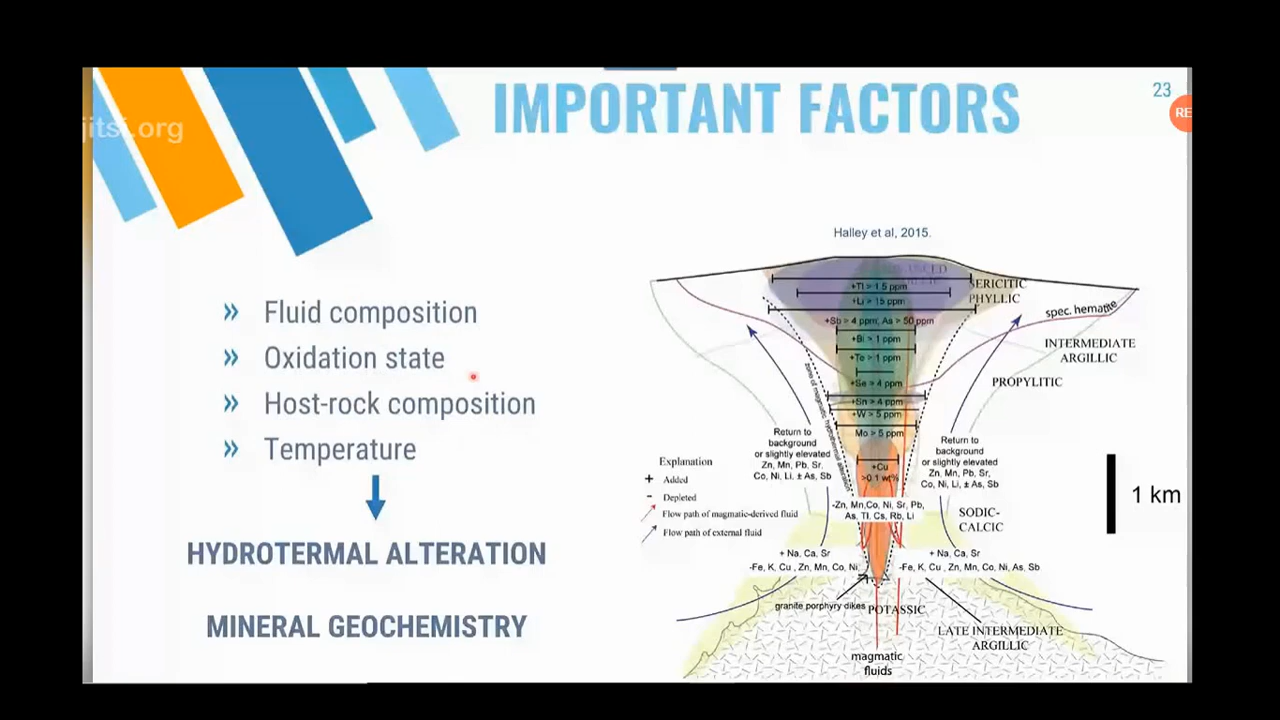 IMPORTANT FACTORS
23
RE
jitsi.org
Halley et al, 2015.
» Fluid composition
» Oxidation state
» Host-rock composition
» Temperature
HYDROTERMAL ALTERATION
MINERAL GEOCHEMISTRY
+Tl > 1.5 ppm
+Li > 15 ppm
+Sb > 4 ppm; As > 50 ppm
+Bi > 1 ppm
+Te > 1 ppm
+Se > 4 ppm
+Sn > 4 ppm
+W > 5 ppm
Mo > 5 ppm
+Cu
>0.1 wt%
SERICITIC
PHYLLIC
spec. hematite
INTERMEDIATE
ARGILLIC
PROPYLITIC
zone of magmatic hydrothermal alteration
Return to
background
or slightly elevated
Zn, Mn, Pb, Sr.
Co, Ni, Li, ± As, Sb
Return to
background
or slightly elevated
Zn, Mn, Pb, Sr,
Co, Ni, Li, ± As, Sb
1 km
Explanation
+ Added
- Depleted
Flow path of magmatic-derived fluid
Flow path of external fluid
-Zn, Mn,Co, Ni, Sr, Pb,
As, Tl, Cs, Rb, Li
SODIC-
CALCIC
+ Na, Ca, Sr
-Fe, K, Cu , Zn, Mn, Co, Ni,
+ Na, Ca, Sr
-Fe, K, Cu , Zn, Mn, Co, Ni, As, Sb
granite porphyry dikes
POTASSIC
LATE INTERMEDIATE
ARGILLIC
magmatic
fluids